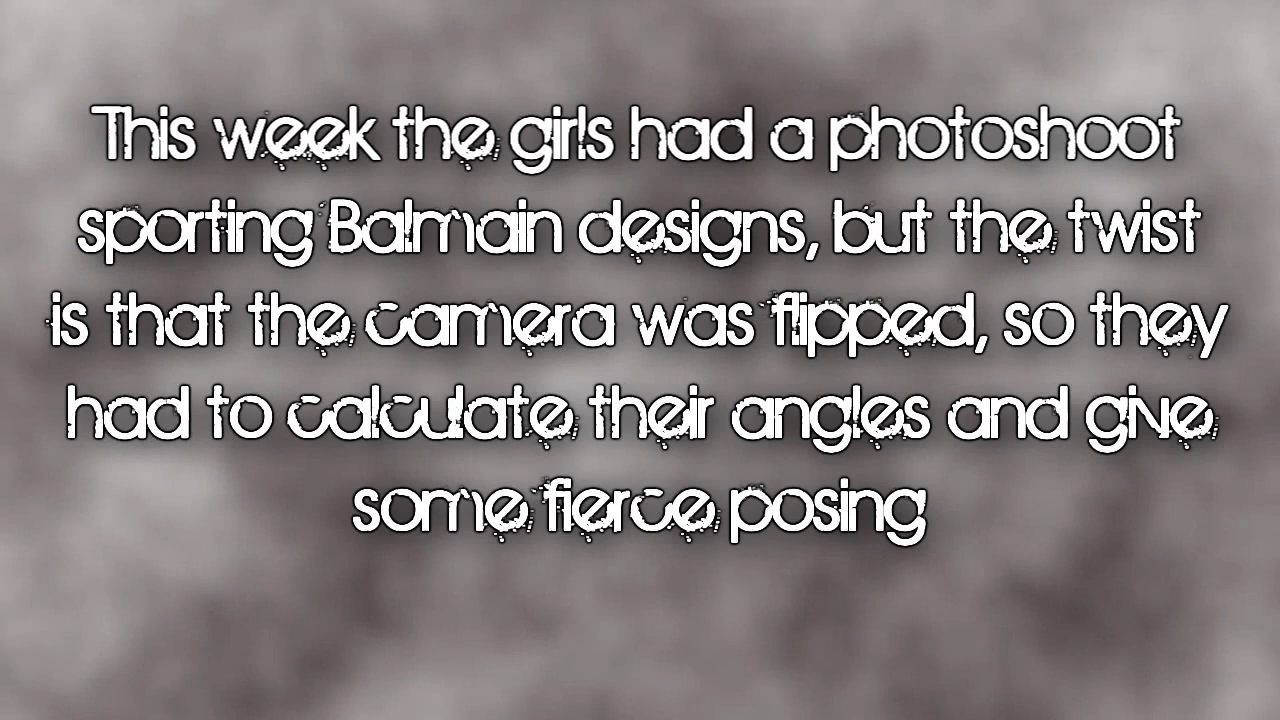 This week the girls had a photoshoot
sporting Balmain designs, but the twist
is that the camera was flipped, so they
had to calculate their angles and give
some fierce posing